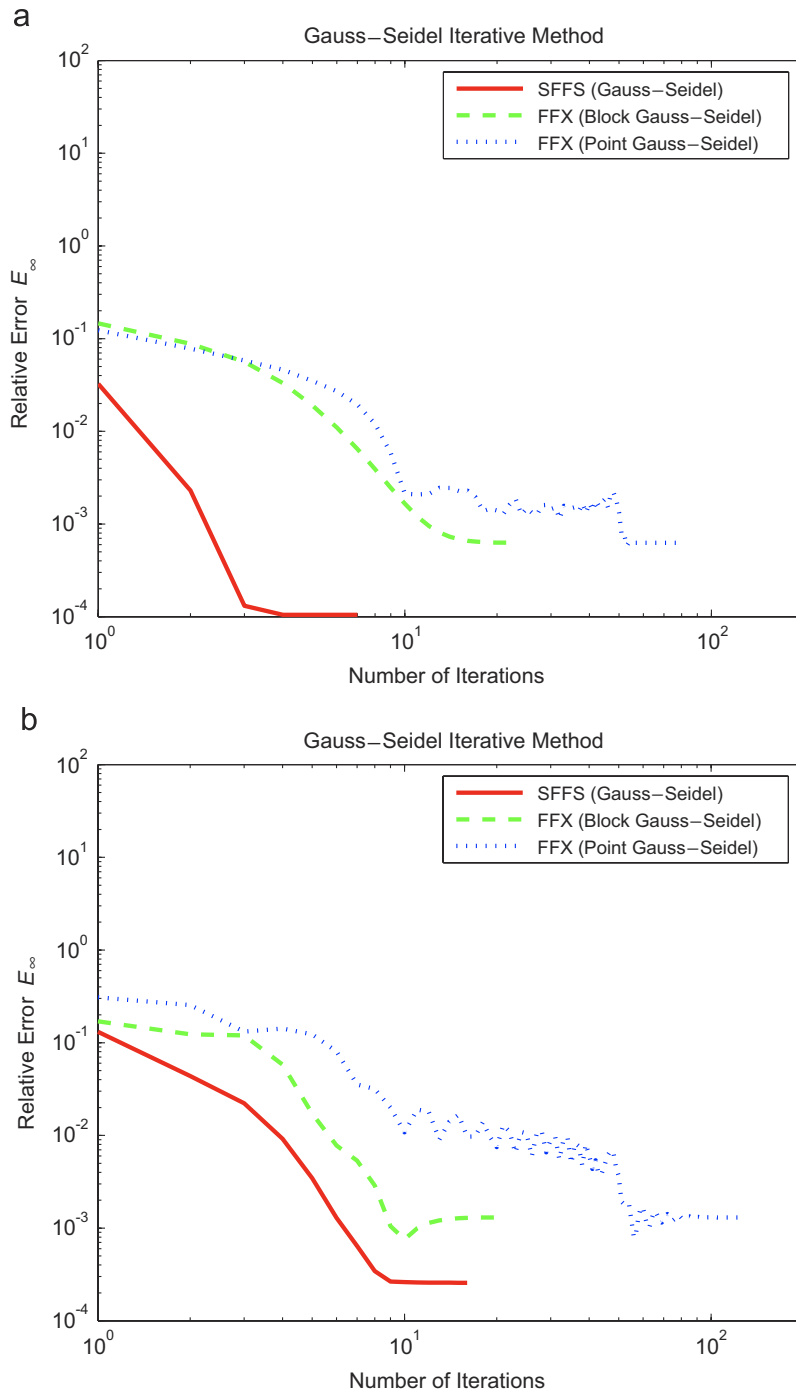 a
Gauss−Seidel Iterative Method
10^2
10^1
10^0
10^-1
10^-2
10^-3
10^-4
Relative Error E_∞
SFFS (Gauss−Seidel)
FFX (Block Gauss−Seidel)
FFX (Point Gauss−Seidel)
10^0
10^1
10^2
Number of Iterations
b
Gauss−Seidel Iterative Method
10^2
10^1
10^0
10^-1
10^-2
10^-3
10^-4
Relative Error E_∞
SFFS (Gauss−Seidel)
FFX (Block Gauss−Seidel)
FFX (Point Gauss−Seidel)
10^0
10^1
10^2
Number of Iterations